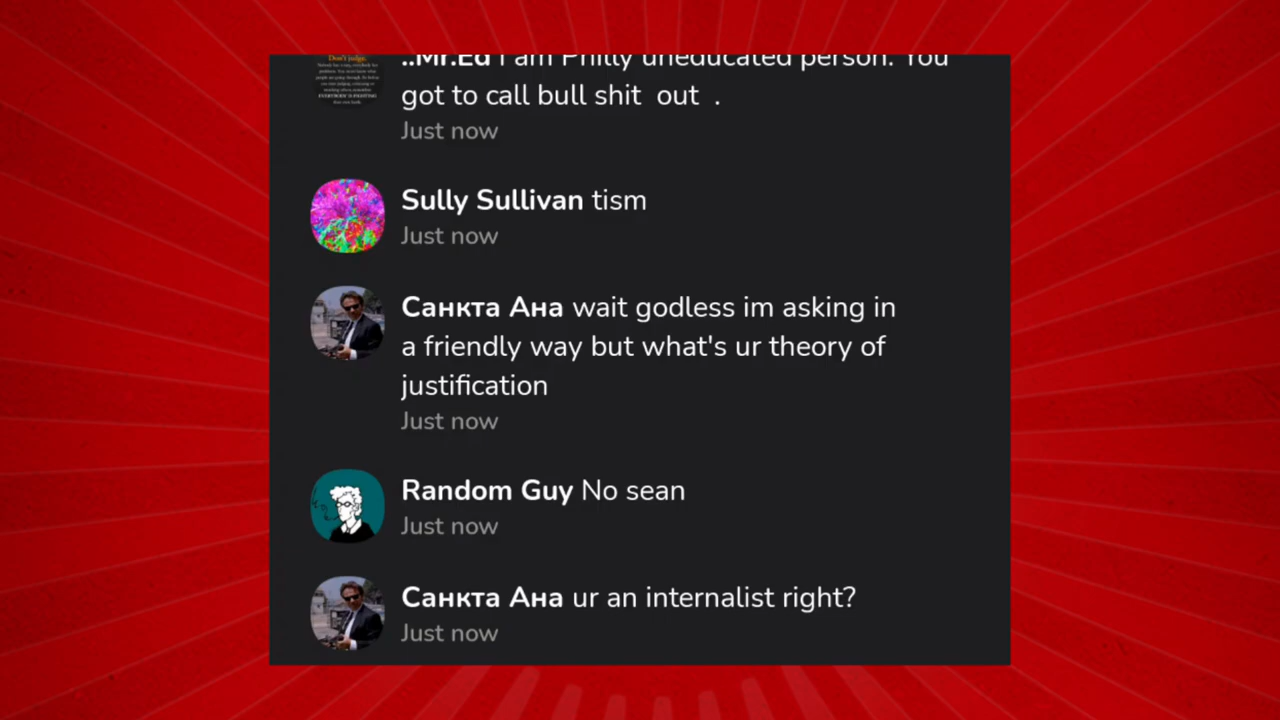 Don't judge.
..Mr.Ed I am Philly uneducated person. You
got to call bull shit out .
Just now
Sully Sullivan tism
Just now
Санкта Ана wait godless im asking in
a friendly way but what's ur theory of
justification
Just now
Random Guy No sean
Just now
Санкта Ана ur an internalist right?
Just now